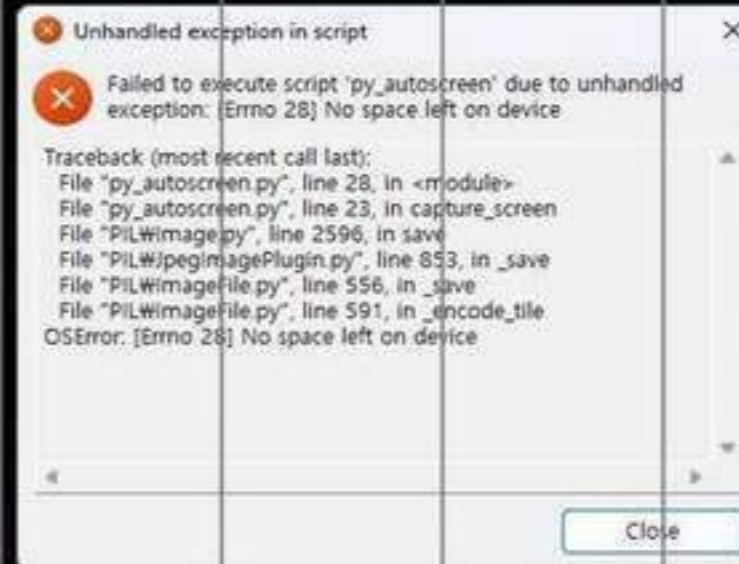 Unhandled exception in script
Failed to execute script 'py_autoscreen' due to unhandled
exception: [Errno 28] No space left on device
Traceback (most recent call last):
File "py_autoscreen.py", line 28, in <module>
File "py_autoscreen.py", line 23, in capture_screen
File "PIL₩Image.py", line 2596, in save
File "PIL₩JpegImagePlugin.py", line 853, in _save
File "PIL₩ImageFile.py", line 556, in _save
File "PIL₩ImageFile.py", line 591, in _encode_tile
OSError: [Errno 28] No space left on device
Close